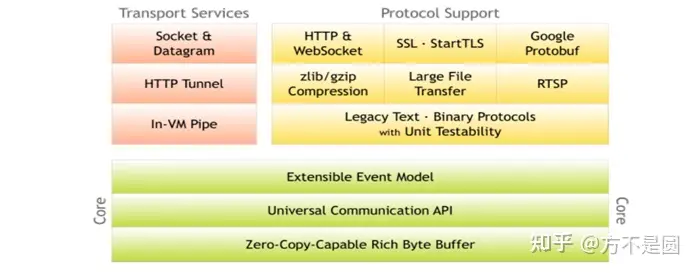 Transport Services
Socket &
Datagram
HTTP Tunnel
In-VM Pipe
Protocol Support
HTTP &
WebSocket
SSL · StartTLS
Google
Protobuf
zlib/gzip
Compression
Large File
Transfer
RTSP
Legacy Text · Binary Protocols
with Unit Testability
Core
Extensible Event Model
Universal Communication API
Zero-Copy-Capable Rich Byte Buffer
Core
知乎 @方不是圆